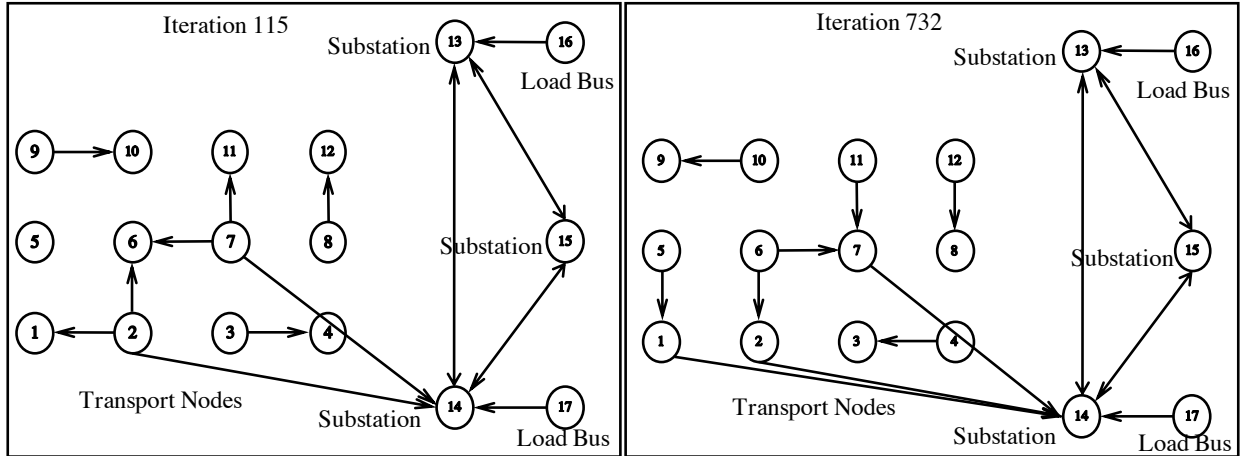 Iteration 115
Substation
13
16
Load Bus
9
10
11
12
5
6
7
8
Substation
15
1
2
3
4
Transport Nodes
Substation
14
17
Load Bus
Iteration 732
Substation
13
16
Load Bus
9
10
11
12
5
6
7
8
Substation
15
1
2
3
4
Transport Nodes
Substation
14
17
Load Bus